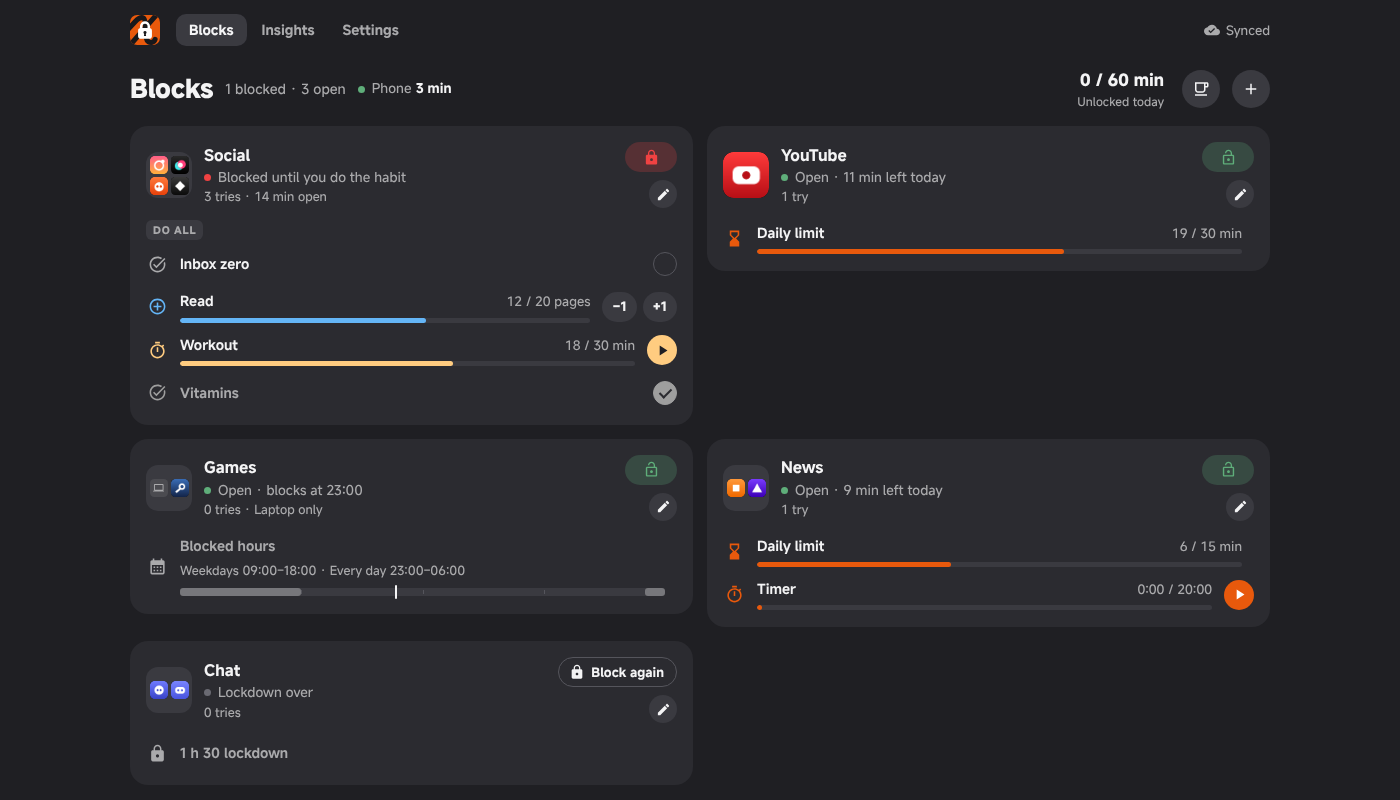 Blocks Insights Settings Synced
Blocks 1 blocked · 3 open Phone 3 min
0 / 60 min
Unlocked today
Social
Blocked until you do the habit
3 tries · 14 min open
DO ALL
Inbox zero
Read 12 / 20 pages −1 +1
Workout 18 / 30 min
Vitamins
YouTube
Open · 11 min left today
1 try
Daily limit 19 / 30 min
Games
Open · blocks at 23:00
0 tries · Laptop only
Blocked hours
Weekdays 09:00–18:00 · Every day 23:00–06:00
News
Open · 9 min left today
1 try
Daily limit 6 / 15 min
Timer 0:00 / 20:00
Chat
Lockdown over
0 tries
Block again
1 h 30 lockdown